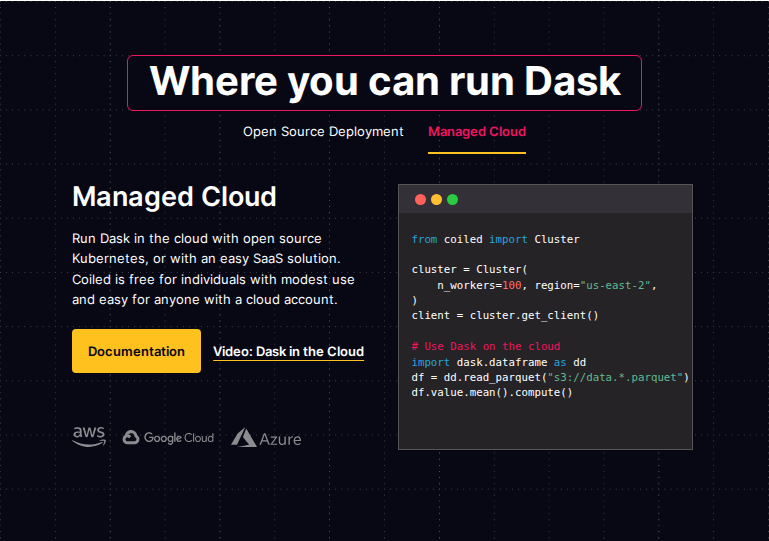 Where you can run Dask
Open Source Deployment
Managed Cloud
Managed Cloud
Run Dask in the cloud with open source
Kubernetes, or with an easy SaaS solution.
Coiled is free for individuals with modest use
and easy for anyone with a cloud account.
Documentation
Video: Dask in the Cloud
aws
Google Cloud
Azure
from coiled import Cluster
cluster = Cluster(
    n_workers=100, region="us-east-2",
)
client = cluster.get_client()
# Use Dask on the cloud
import dask.dataframe as dd
df = dd.read_parquet("s3://data.*.parquet")
df.value.mean().compute()